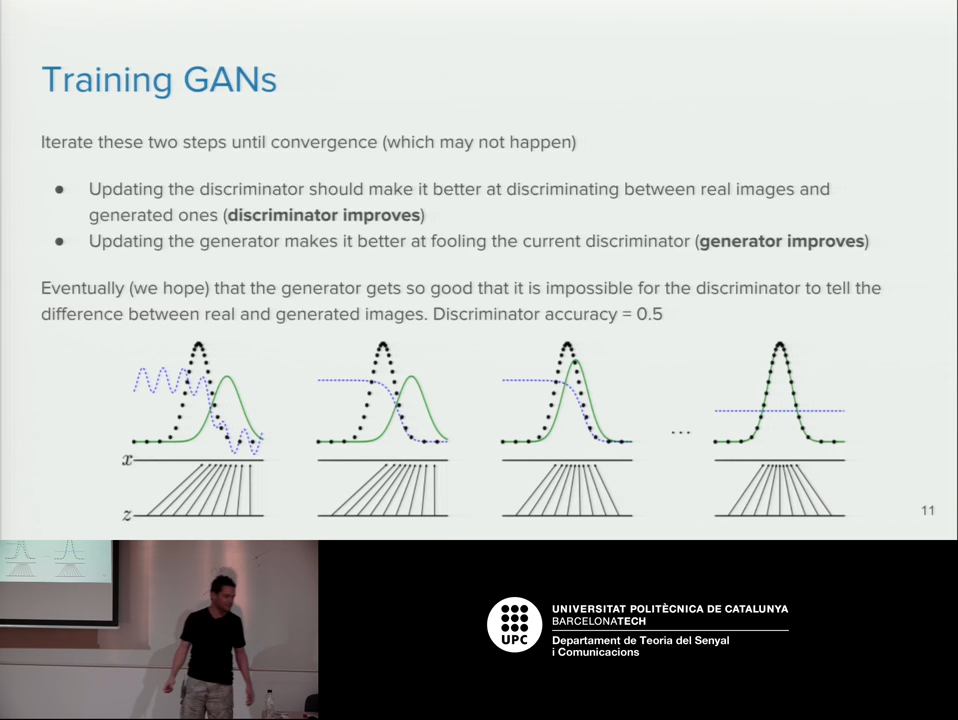 Training GANs
Iterate these two steps until convergence (which may not happen)
● Updating the discriminator should make it better at discriminating between real images and
generated ones (discriminator improves)
● Updating the generator makes it better at fooling the current discriminator (generator improves)
Eventually (we hope) that the generator gets so good that it is impossible for the discriminator to tell the
difference between real and generated images. Discriminator accuracy = 0.5
...
x
z
11
UPC
UNIVERSITAT POLITÈCNICA DE CATALUNYA
BARCELONATECH
Departament de Teoria del Senyal
i Comunicacions